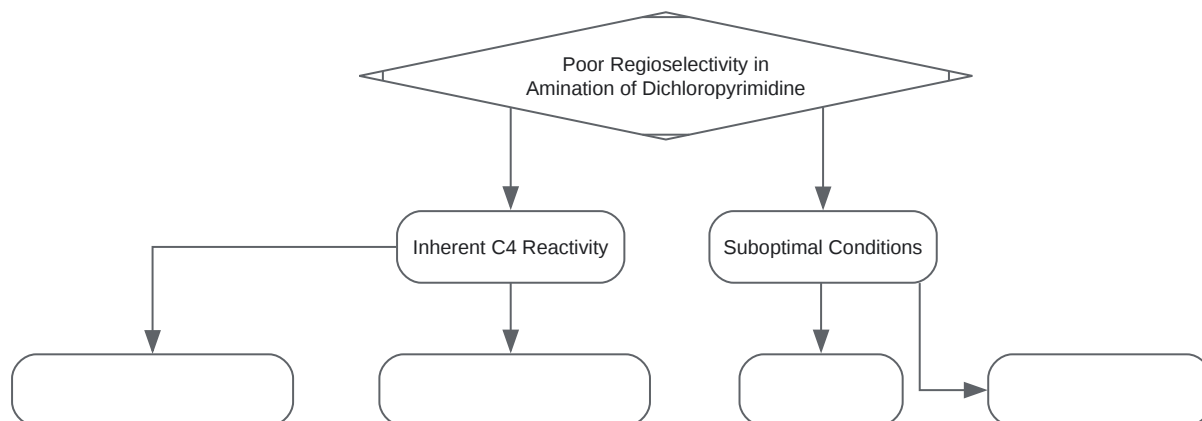 Poor Regioselectivity in
Amination of Dichloropyrimidine
Inherent C4 Reactivity
Suboptimal Conditions